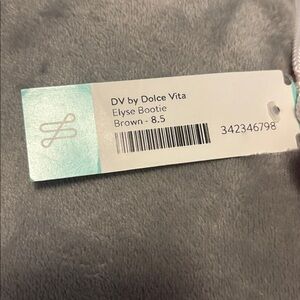 DV by Dolce Vita
Elyse Bootie
Brown - 8.5
342346798